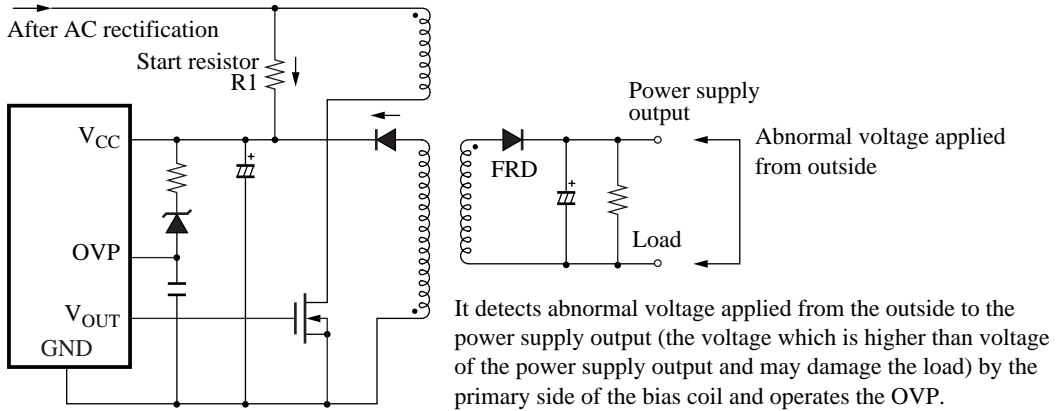 After AC rectification
Start resistor
R1
Power supply
output
VCC
Abnormal voltage applied
from outside
FRD
OVP
Load
VOUT
GND
It detects abnormal voltage applied from the outside to the
power supply output (the voltage which is higher than voltage
of the power supply output and may damage the load) by the
primary side of the bias coil and operates the OVP.